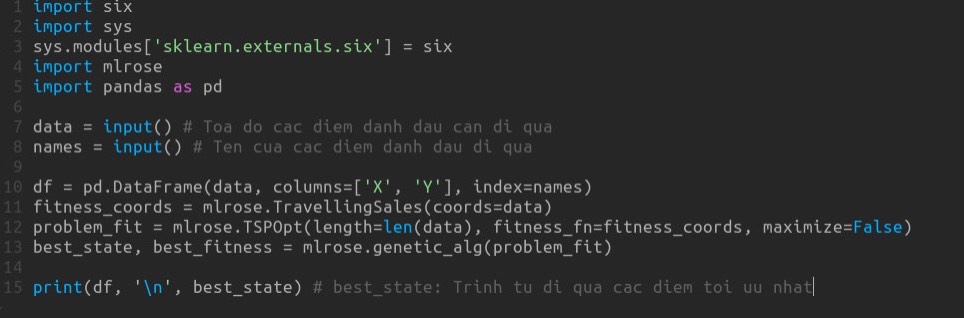 1 import six
2 import sys
3 sys.modules['sklearn.externals.six'] = six
4 import mlrose
5 import pandas as pd
6
7 data = input() # Toa do cac diem danh dau can di qua
8 names = input() # Ten cua cac diem danh dau di qua
9
10 df = pd.DataFrame(data, columns=['X', 'Y'], index=names)
11 fitness_coords = mlrose.TravellingSales(coords=data)
12 problem_fit = mlrose.TSPOpt(length=len(data), fitness_fn=fitness_coords, maximize=False)
13 best_state, best_fitness = mlrose.genetic_alg(problem_fit)
14
15 print(df, '\n', best_state) # best_state: Trinh tu di qua cac diem toi uu nhat